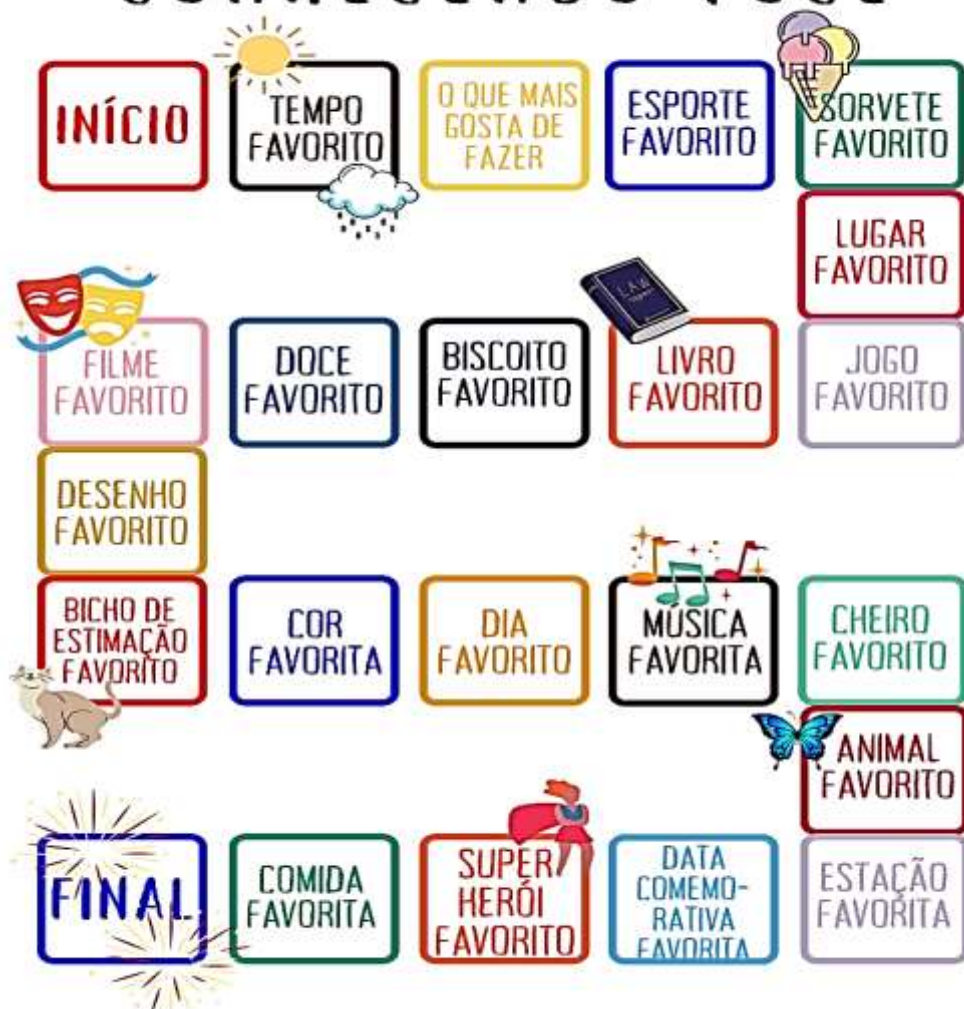 INÍCIO
TEMPO
FAVORITO
O QUE MAIS
GOSTA DE
FAZER
ESPORTE
FAVORITO
SORVETE
FAVORITO
LUGAR
FAVORITO
JOGO
FAVORITO
LAW
LIVRO
FAVORITO
BISCOITO
FAVORITO
DOCE
FAVORITO
FILME
FAVORITO
DESENHO
FAVORITO
BICHO DE
ESTIMAÇÃO
FAVORITO
COR
FAVORITA
DIA
FAVORITO
MÚSICA
FAVORITA
CHEIRO
FAVORITO
ANIMAL
FAVORITO
ESTAÇÃO
FAVORITA
DATA
COMEMO-
RATIVA
FAVORITA
SUPER
HERÓI
FAVORITO
COMIDA
FAVORITA
FINAL